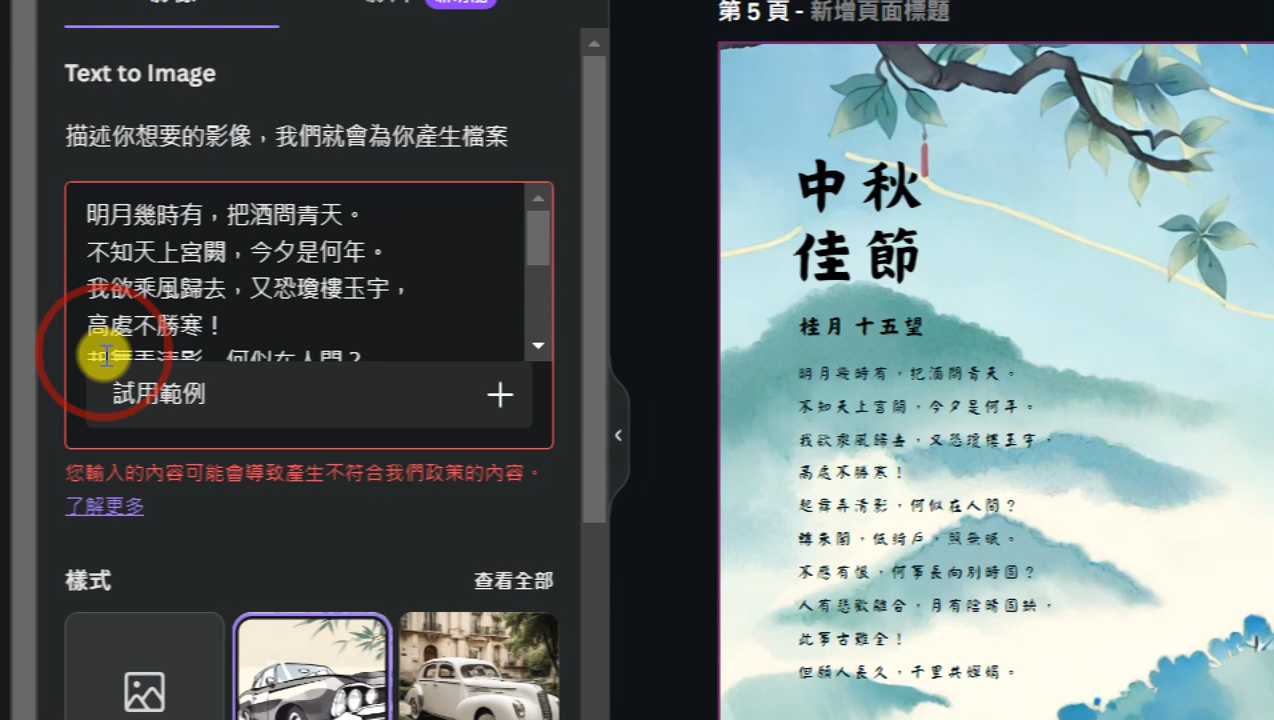 Text to Image
描述你想要的影像，我們就會為你產生檔案
明月幾時有，把酒問青天。
不知天上宮闕，今夕是何年。
我欲乘風歸去，又恐瓊樓玉宇，
高處不勝寒！
起舞弄清影，何似在人間？
試用範例
您輸入的內容可能會導致產生不符合我們政策的內容。
了解更多
樣式
查看全部
第 5 頁 - 新增頁面標題
中秋
佳節
桂月 十五望
明月幾時有，把酒問青天。
不知天上宮闕，今夕是何年。
我欲乘風歸去，又恐瓊樓玉宇，
高處不勝寒！
起舞弄清影，何似在人間？
轉朱閣，低綺戶，照無眠。
不應有恨，何事長向別時圓？
人有悲歡離合，月有陰晴圓缺，
此事古難全！
但願人長久，千里共嬋娟。